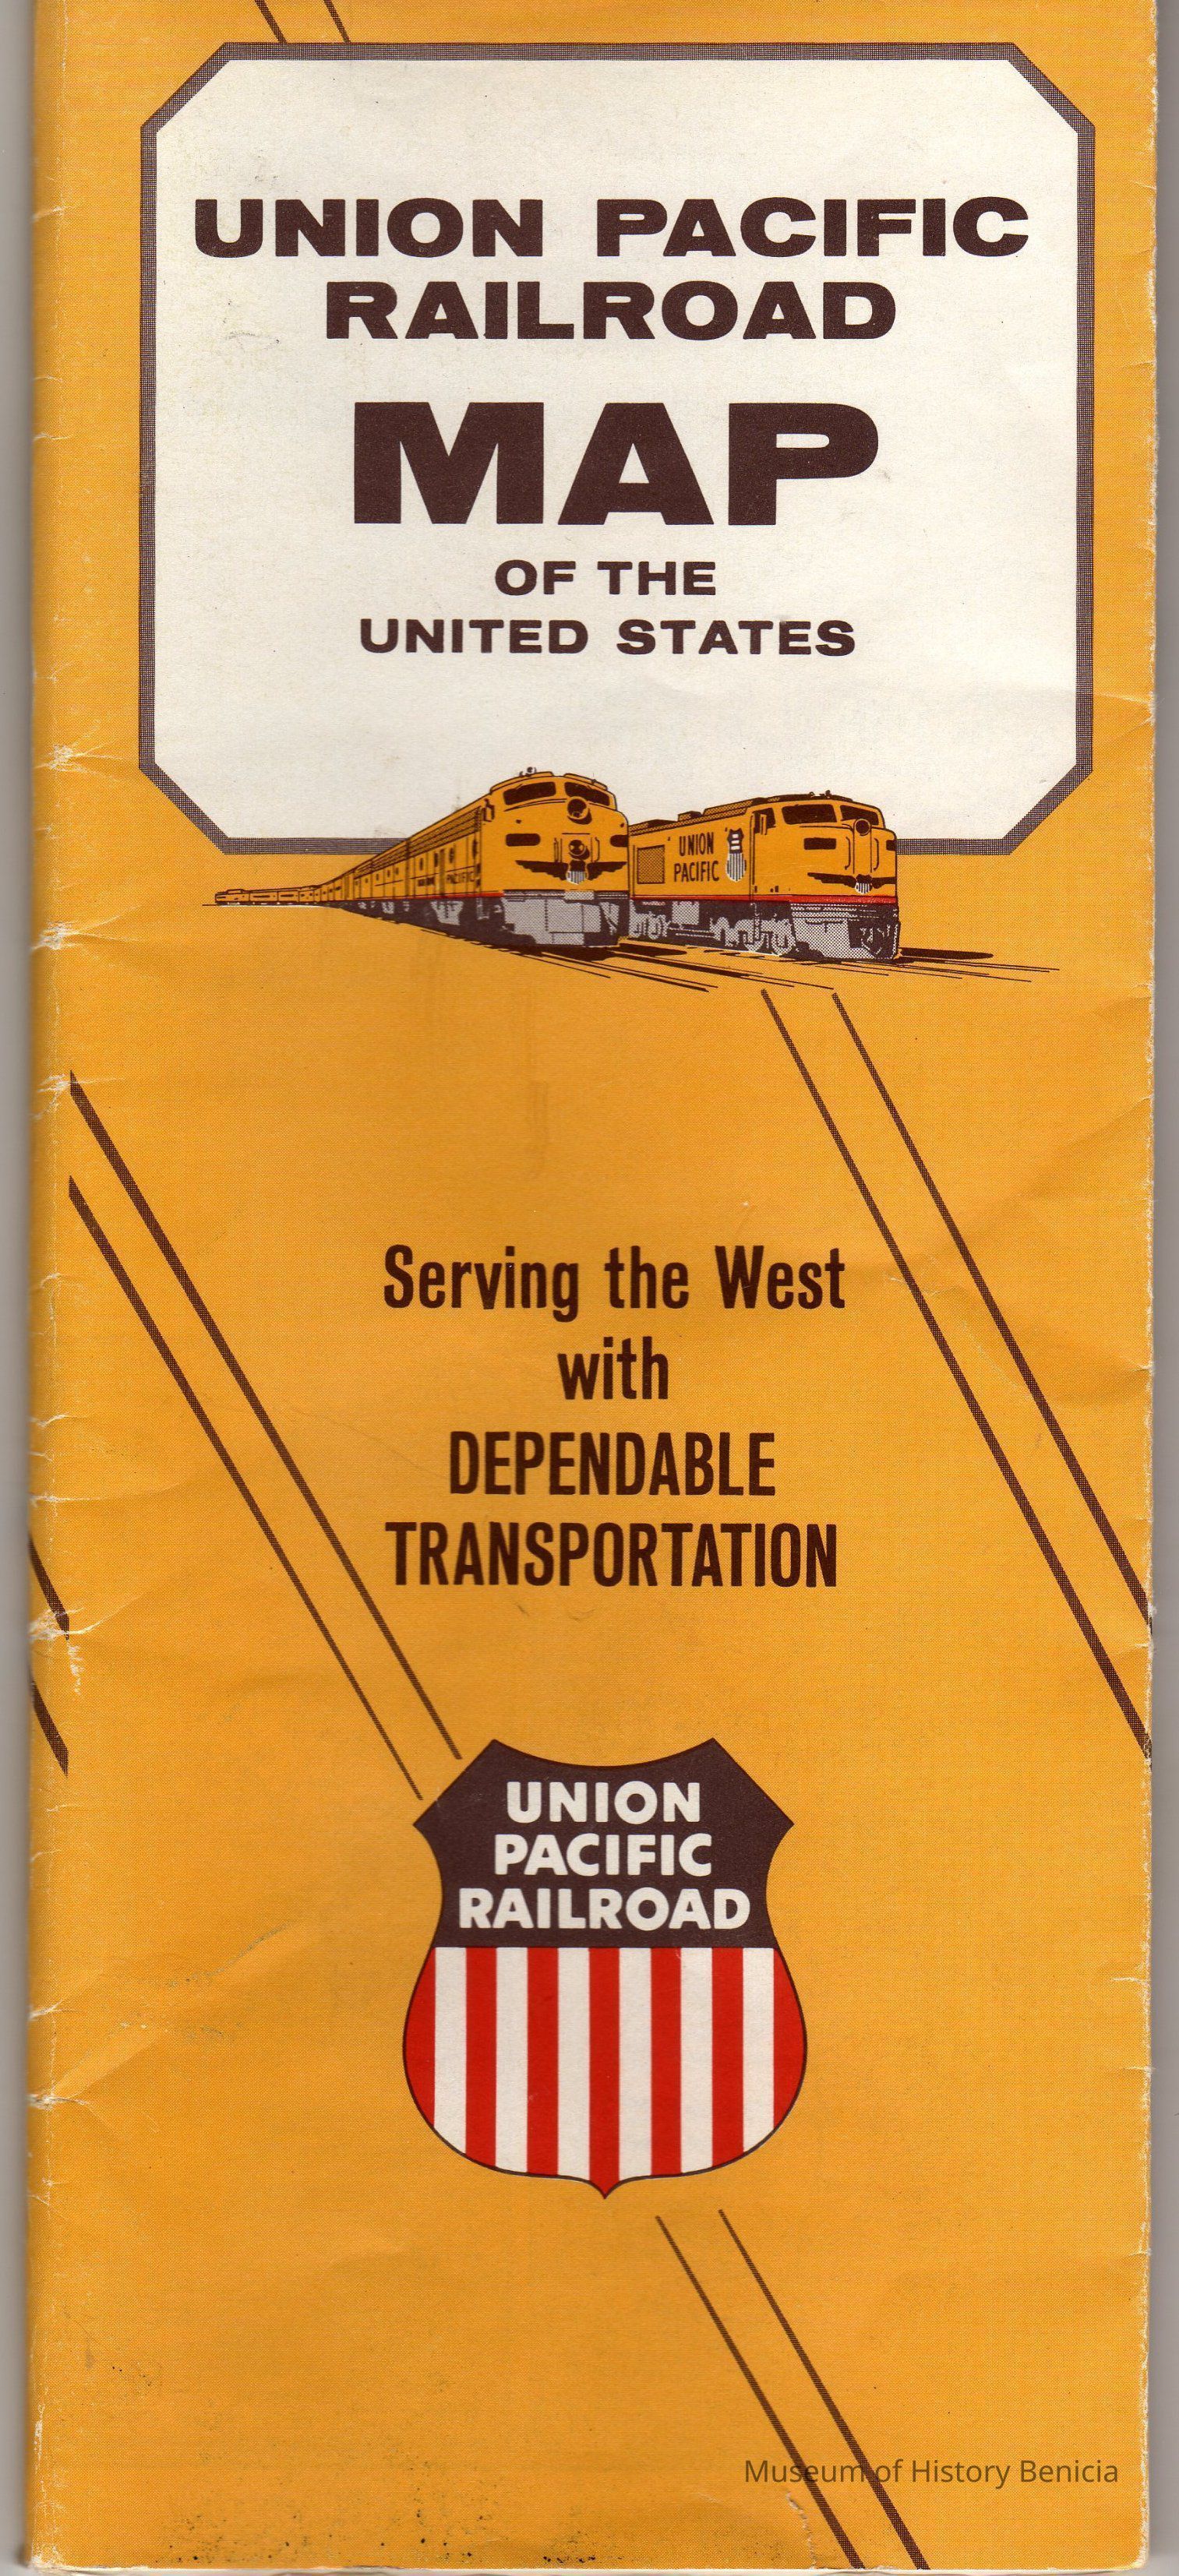 UNION PACIFIC
RAILROAD
MAP
OF THE
UNITED STATES
UNION
PACIFIC
PACIFIC
Serving the West
with
DEPENDABLE
TRANSPORTATION
UNION
PACIFIC
RAILROAD
Museum of History Benicia